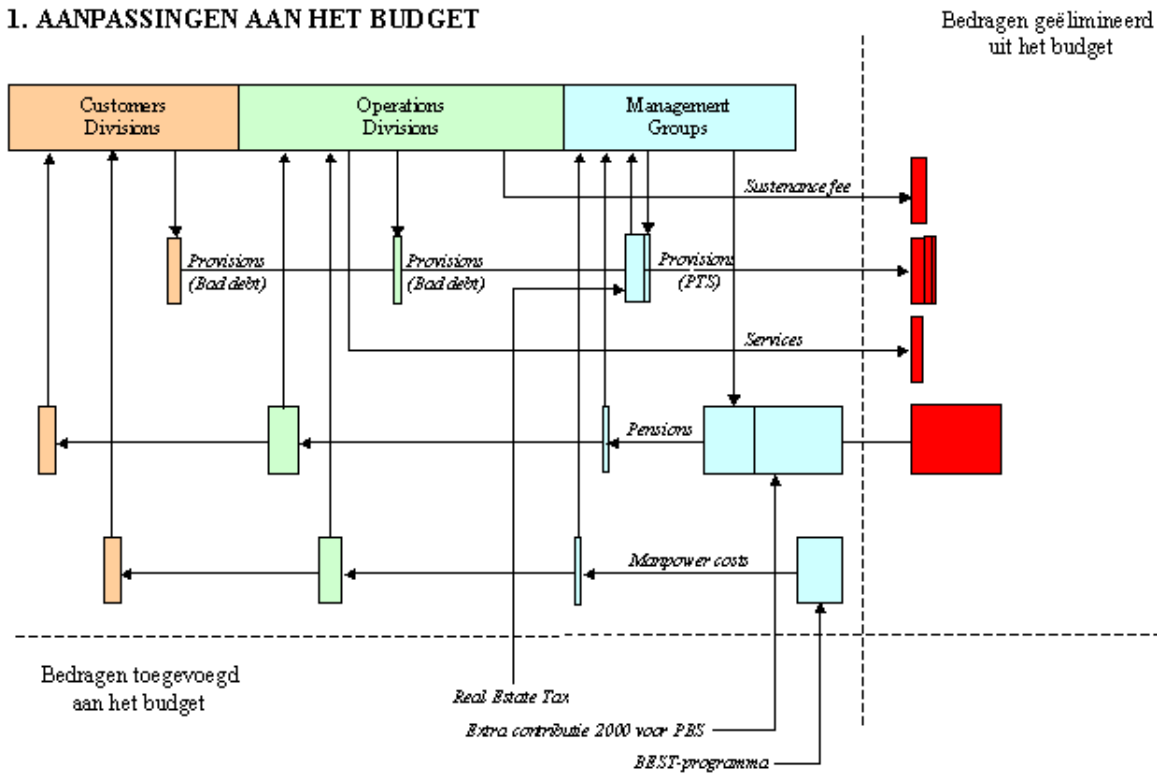 1. AANPASSINGEN AAN HET BUDGET
Bedragen geëlimineerd
uit het budget
Customers
Divisions
Operations
Divisions
Management
Groups
Sustenance fee
Provisions
(Bad debt)
Provisions
(Bad debt)
Provisions
(PTS)
Services
Pensions
Manpower costs
Bedragen toegevoegd
aan het budget
Real Estate Tax
Extra contributie 2000 voor PBS
BEST-programma